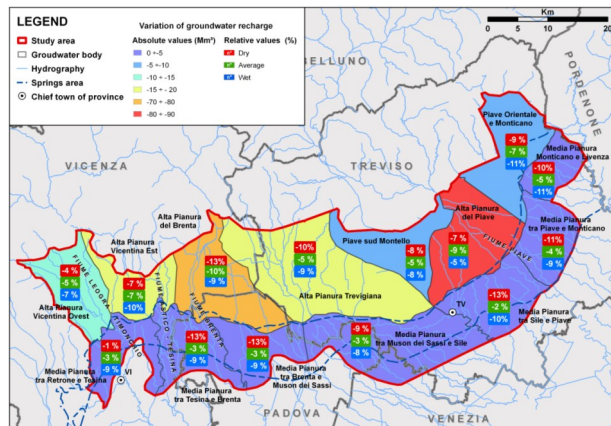 LEGEND
Study area
Groundwater body
Hydrography
Springs area
Chief town of province
Variation of groundwater recharge
Absolute values (Mm³)
Relative values (%)
0 ÷-5
-5 ÷-10
-10 ÷ -15
-15 ÷ - 20
-70 ÷ -80
-80 ÷ -90
n° Dry
n° Average
n° Wet
0
10
20
Km
BELLUNO
PORDENONE
VICENZA
TREVISO
PADOVA
VENEZIA
Piave Orientale
e Monticano
-9 %
-7 %
-11%
Media Pianura
Monticano e Livenza
-10%
-5 %
-11%
Alta Pianura
del Piave
-7 %
-9 %
-5 %
FIUME PIAVE
Media Pianura
tra Piave e Monticano
-11%
-4 %
-9 %
Piave sud Montello
-8 %
-5 %
-8 %
Alta Pianura
del Brenta
-13%
-10%
-9 %
-10%
-5 %
-9 %
Alta Pianura Trevigiana
Alta Pianura
Vicentina Est
-7 %
-7 %
-10%
-4 %
-5 %
-7 %
Alta Pianura
Vicentina Ovest
TV
-13%
-2 %
-10%
Media Pianura
tra Sile e Piave
-9 %
-3 %
-8 %
Media Pianura
tra Muson dei Sassi e Sile
-13%
-3 %
-9 %
Media Pianura
tra Brenta e
Muson dei Sassi
FIUME BRENTA
-13%
-3 %
-9 %
Media Pianura
tra Tesina e Brenta
-1 %
-3 %
-9 %
Media Pianura
tra Retrone e Tesina
VI